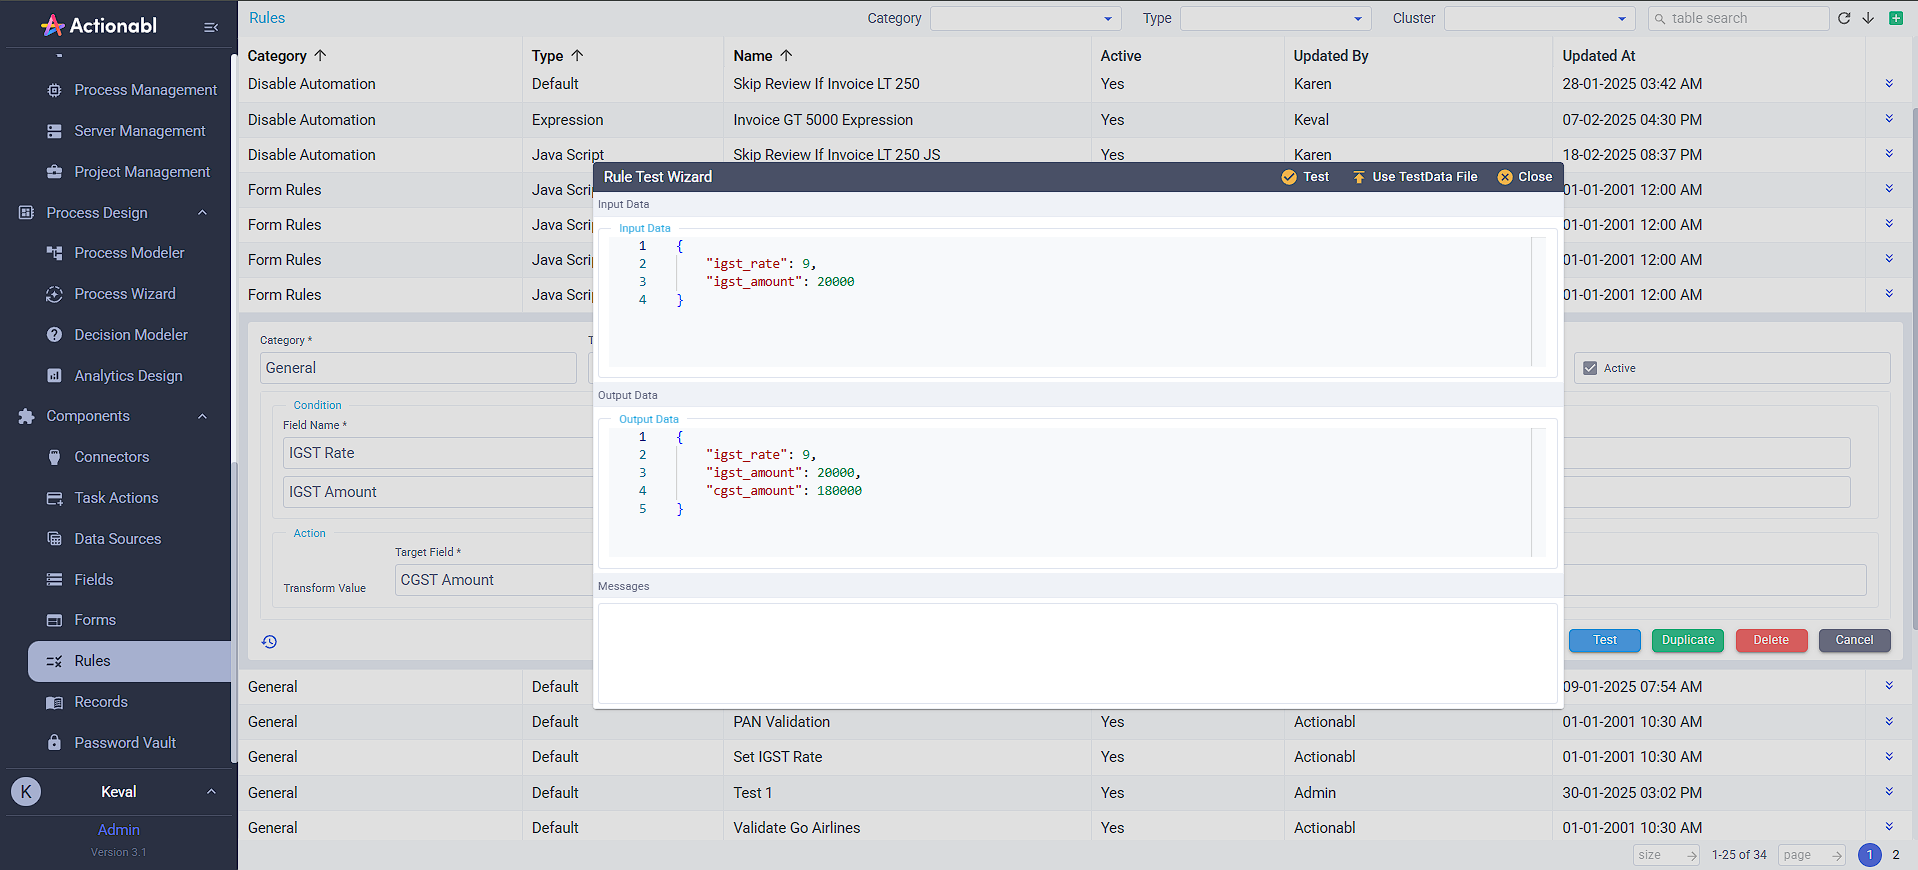 Actionabl
Process Management
Server Management
Project Management
Process Design
Process Modeler
Process Wizard
Decision Modeler
Analytics Design
Components
Connectors
Task Actions
Data Sources
Fields
Forms
Rules
Records
Password Vault
K Keval
Admin
Version 3.1
Rules Category Type Cluster table search
Category Type Name Active Updated By Updated At
Disable Automation Default Skip Review If Invoice LT 250 Yes Karen 28-01-2025 03:42 AM
Disable Automation Expression Invoice GT 5000 Expression Yes Keval 07-02-2025 04:30 PM
Disable Automation Java Script Skip Review If Invoice LT 250 JS Yes Karen 18-02-2025 08:37 PM
Form Rules Java Scri 01-01-2001 12:00 AM
Form Rules Java Scri 01-01-2001 12:00 AM
Form Rules Java Scri 01-01-2001 12:00 AM
Form Rules Java Scri 01-01-2001 12:00 AM
Category * T
General
Active
Condition
Field Name *
IGST Rate
IGST Amount
Action
Target Field *
Transform Value CGST Amount
Test Duplicate Delete Cancel
Rule Test Wizard Test Use TestData File Close
Input Data
Input Data
1 {
2 "igst_rate": 9,
3 "igst_amount": 20000
4 }
Output Data
Output Data
1 {
2 "igst_rate": 9,
3 "igst_amount": 20000,
4 "cgst_amount": 180000
5 }
Messages
General Default 09-01-2025 07:54 AM
General Default PAN Validation Yes Actionabl 01-01-2001 10:30 AM
General Default Set IGST Rate Yes Actionabl 01-01-2001 10:30 AM
General Default Test 1 Yes Admin 30-01-2025 03:02 PM
General Default Validate Go Airlines Yes Actionabl 01-01-2001 10:30 AM
size 1-25 of 34 page 1 2